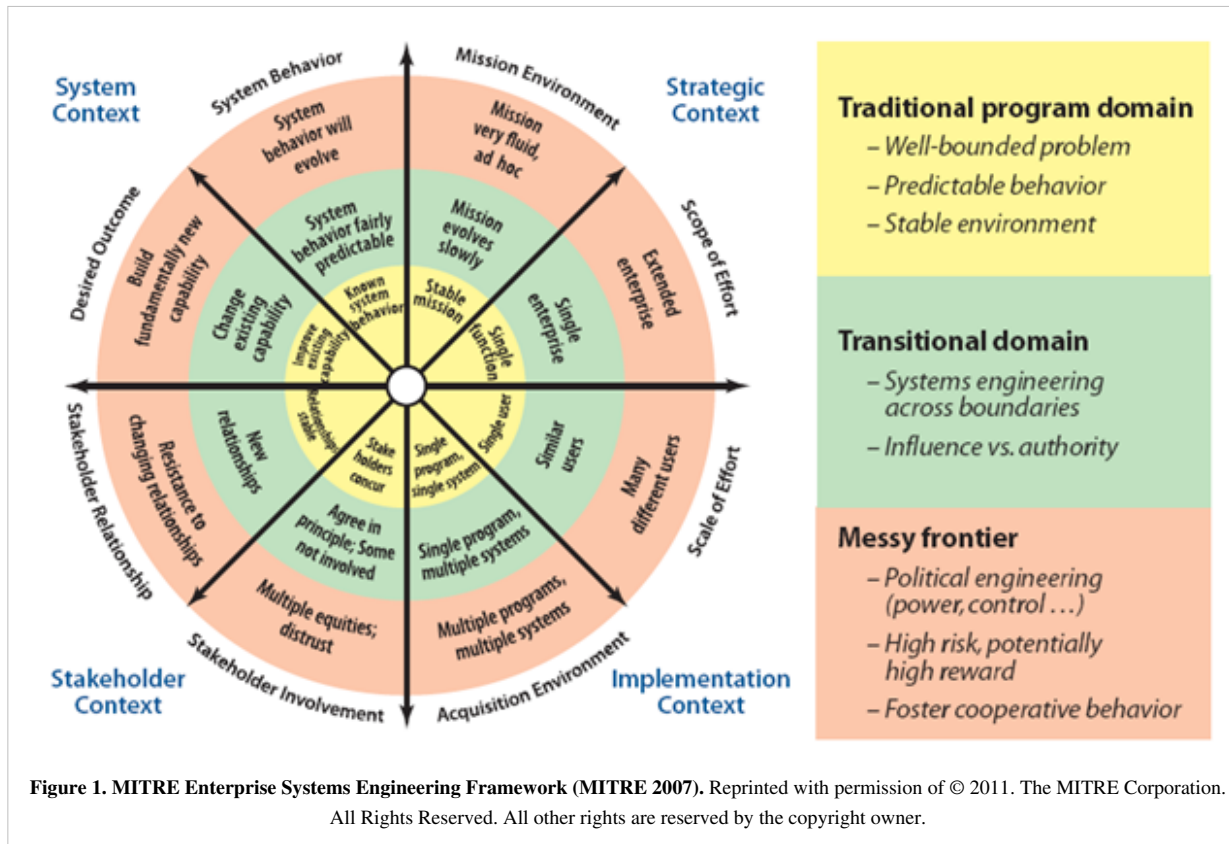 System
Context
System Behavior
Mission Environment
Strategic
Context
Desired Outcome
Scope of Effort
Stakeholder Relationship
Scale of Effort
Stakeholder
Context
Stakeholder Involvement
Acquisition Environment
Implementation
Context
System
behavior will
evolve
Mission
very fluid,
ad hoc
Build
fundamentally new
capability
Extended
enterprise
Resistance to
changing relationships
Many
different users
Multiple equities;
distrust
Multiple programs,
multiple systems
System
behavior fairly
predictable
Mission
evolves
slowly
Change
existing
capability
Single
enterprise
New
relationships
Similar
users
Agree in
principle; Some
not involved
Single program,
multiple systems
Known
system
behavior
Stable
mission
Improve
existing
capability
Single
function
Relationships
stable
Single user
Stake
holders
concur
Single
program,
single system
Traditional program domain
– Well-bounded problem
– Predictable behavior
– Stable environment
Transitional domain
– Systems engineering
across boundaries
– Influence vs. authority
Messy frontier
– Political engineering
(power, control …)
– High risk, potentially
high reward
– Foster cooperative behavior
Figure 1. MITRE Enterprise Systems Engineering Framework (MITRE 2007). Reprinted with permission of © 2011. The MITRE Corporation.
All Rights Reserved. All other rights are reserved by the copyright owner.